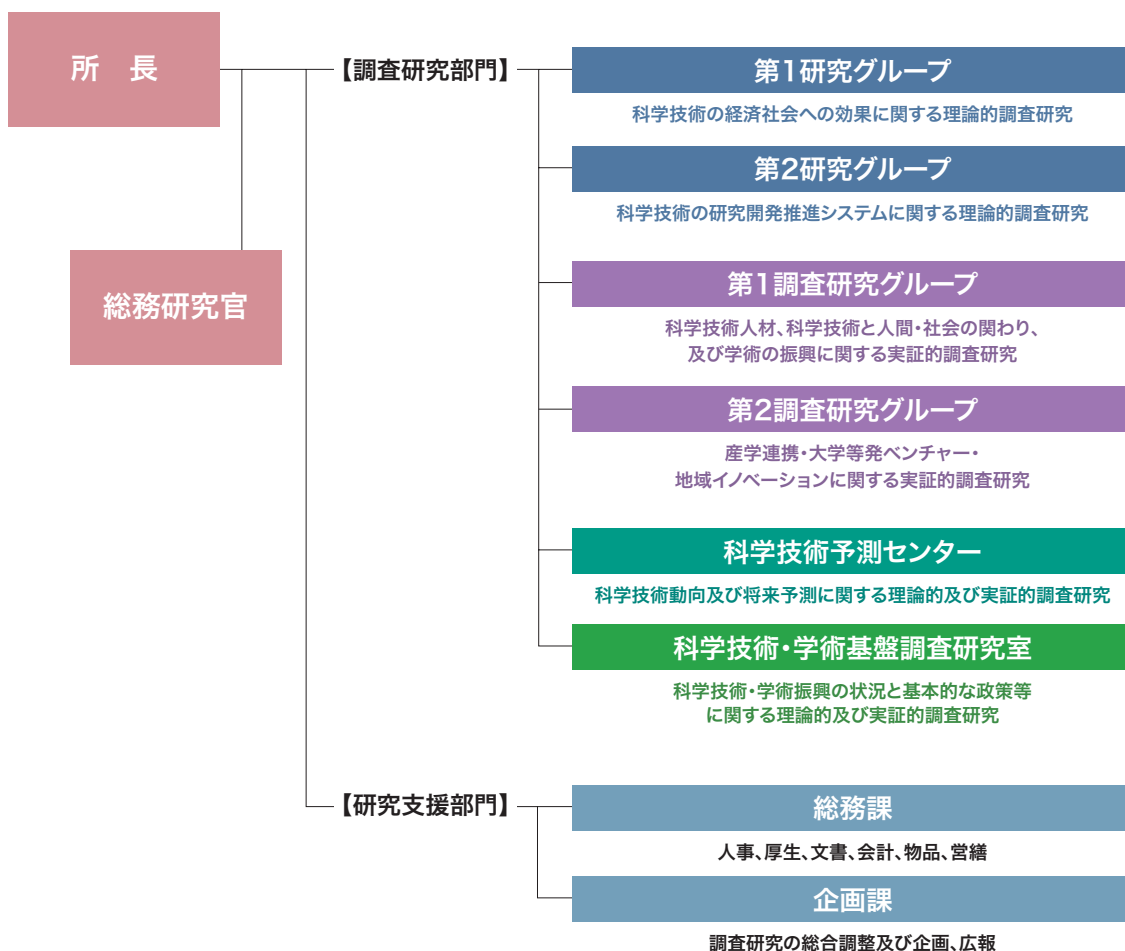 所 長
総務研究官
【調査研究部門】
第1研究グループ
科学技術の経済社会への効果に関する理論的調査研究
第2研究グループ
科学技術の研究開発推進システムに関する理論的調査研究
第1調査研究グループ
科学技術人材、科学技術と人間・社会の関わり、
及び学術の振興に関する実証的調査研究
第2調査研究グループ
産学連携・大学等発ベンチャー・
地域イノベーションに関する実証的調査研究
科学技術予測センター
科学技術動向及び将来予測に関する理論的及び実証的調査研究
科学技術・学術基盤調査研究室
科学技術・学術振興の状況と基本的な政策等
に関する理論的及び実証的調査研究
【研究支援部門】
総務課
人事、厚生、文書、会計、物品、営繕
企画課
調査研究の総合調整及び企画、広報